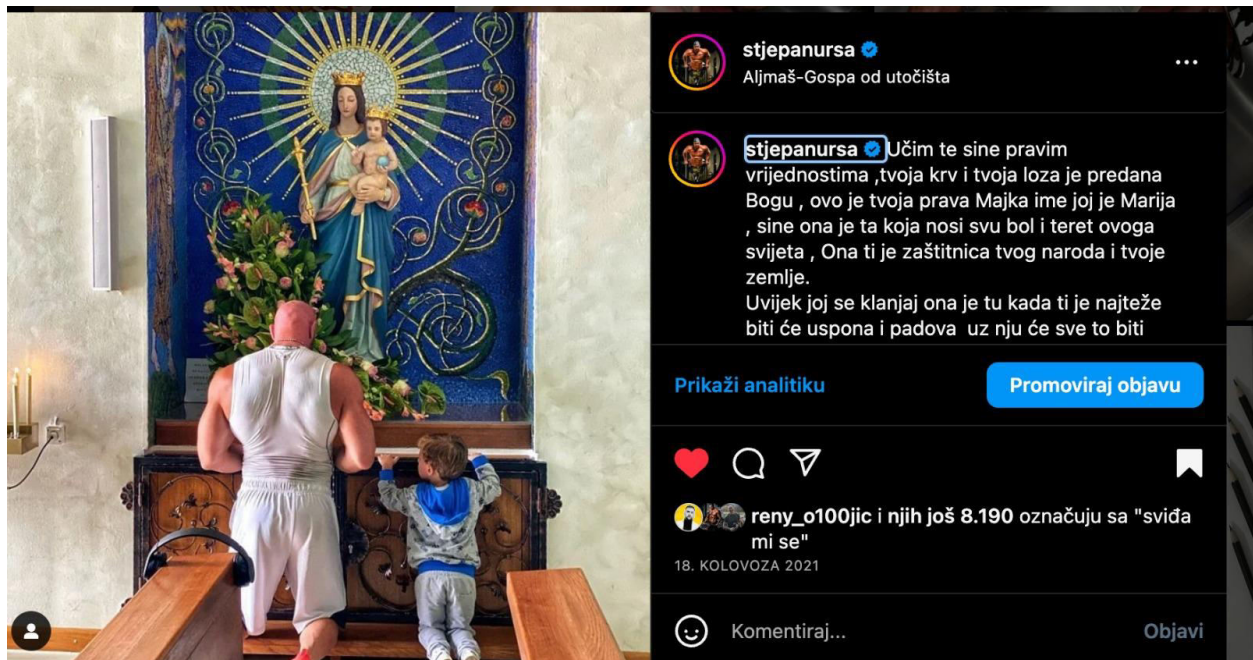 stjepanursa
Aljmaš-Gospa od utočišta
stjepanursa Učim te sine pravim
vrijednostima ,tvoja krv i tvoja loza je predana
Bogu , ovo je tvoja prava Majka ime joj je Marija
, sine ona je ta koja nosi svu bol i teret ovoga
svijeta , Ona ti je zaštitnica tvog naroda i tvoje
zemlje.
Uvijek joj se klanjaj ona je tu kada ti je najteže
biti će uspona i padova uz nju će sve to biti
Prikaži analitiku
Promoviraj objavu
reny_o100jic i njih još 8.190 označuju sa "sviđa
mi se"
18. KOLOVOZA 2021
Komentiraj...
Objavi